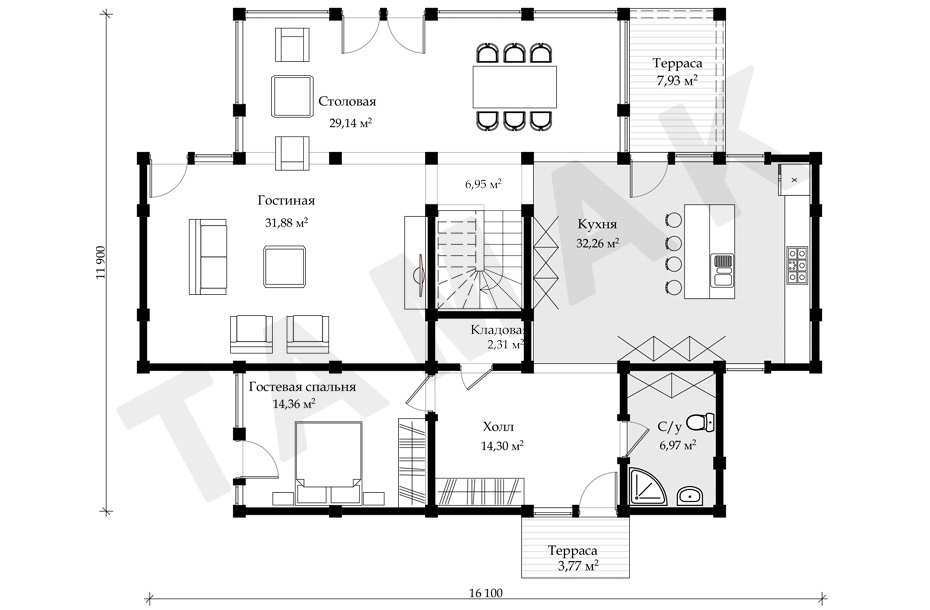 Терраса
7,93 м²
Столовая
29,14 м²
6,95 м²
Гостиная
31,88 м²
Кухня
32,26 м²
x
11 900
Кладовая
2,31 м²
Гостевая спальня
14,36 м²
Холл
14,30 м²
С/у
6,97 м²
Терраса
3,77 м²
16 100
ТАМАК